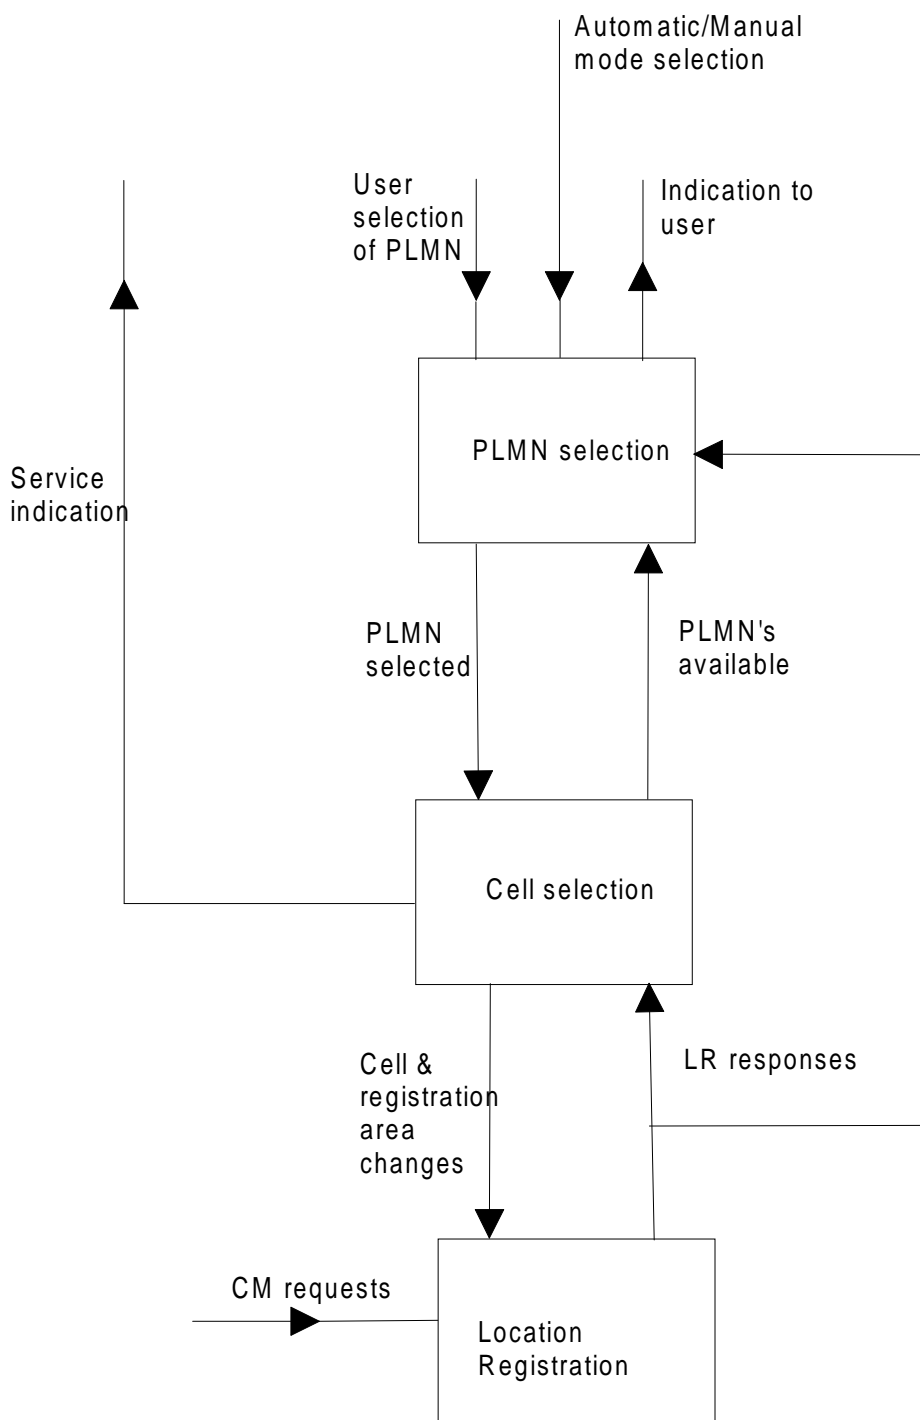 Automatic/Manual
mode selection
User
selection
of PLMN
Indication to
user
PLMN selection
Service
indication
PLMN
selected
PLMN's
available
Cell selection
Cell &
registration
area
changes
LR responses
CM requests
Location
Registration